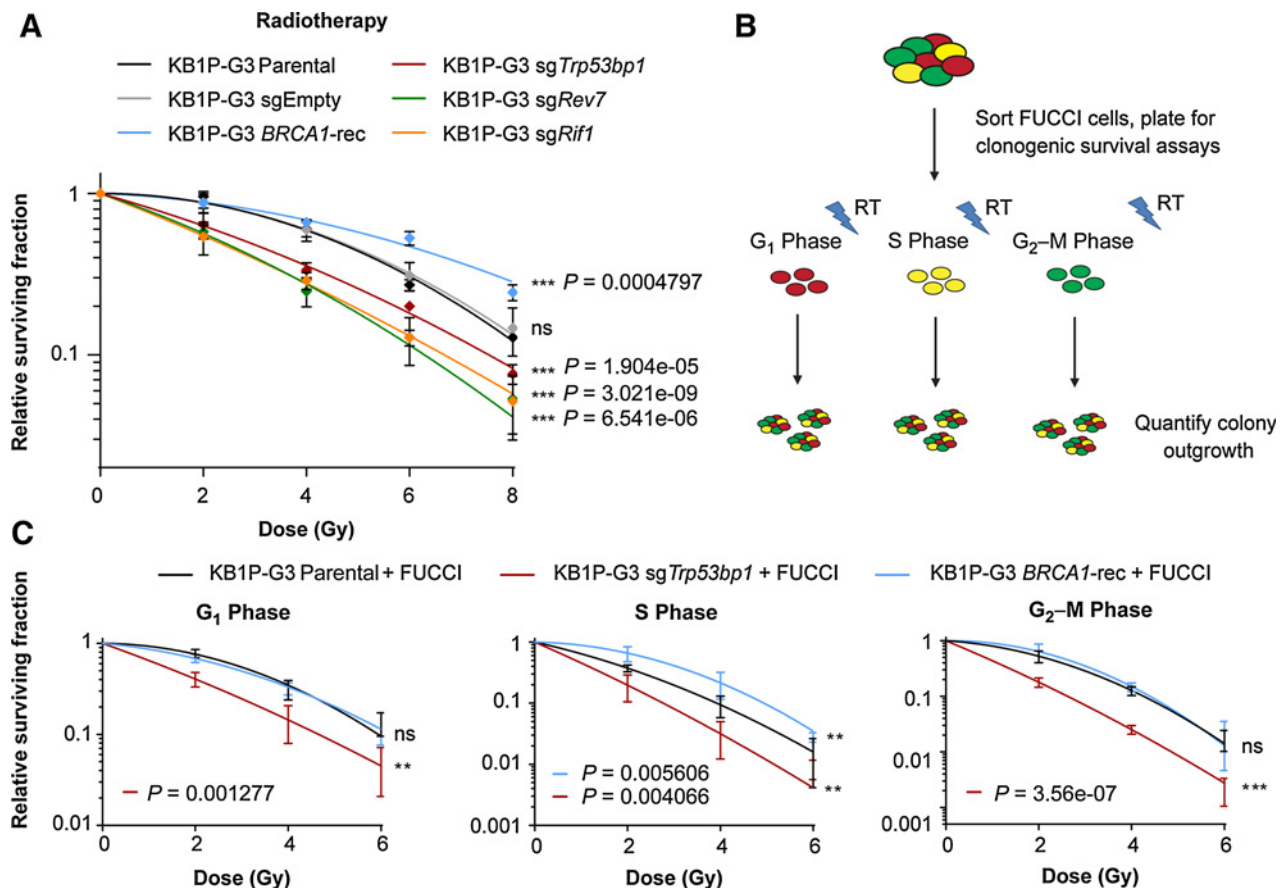 A
Radiotherapy
KB1P-G3 Parental
KB1P-G3 sgTrp53bp1
KB1P-G3 sgEmpty
KB1P-G3 sgRev7
KB1P-G3 BRCA1-rec
KB1P-G3 sgRif1
Relative surviving fraction
1
0.1
0 2 4 6 8
Dose (Gy)
*** P = 0.0004797
ns
*** P = 1.904e-05
*** P = 3.021e-09
*** P = 6.541e-06
B
Sort FUCCI cells, plate for
clonogenic survival assays
RT RT RT
G₁ Phase S Phase G₂–M Phase
Quantify colony
outgrowth
C
KB1P-G3 Parental + FUCCI
KB1P-G3 sgTrp53bp1 + FUCCI
KB1P-G3 BRCA1-rec + FUCCI
Relative surviving fraction
G₁ Phase
1
0.1
0.01
ns
**
P = 0.001277
0 2 4 6
Dose (Gy)
S Phase
1
0.1
0.01
0.001
**
**
P = 0.005606
P = 0.004066
0 2 4 6
Dose (Gy)
G₂–M Phase
1
0.1
0.01
0.001
ns
***
P = 3.56e-07
0 2 4 6
Dose (Gy)